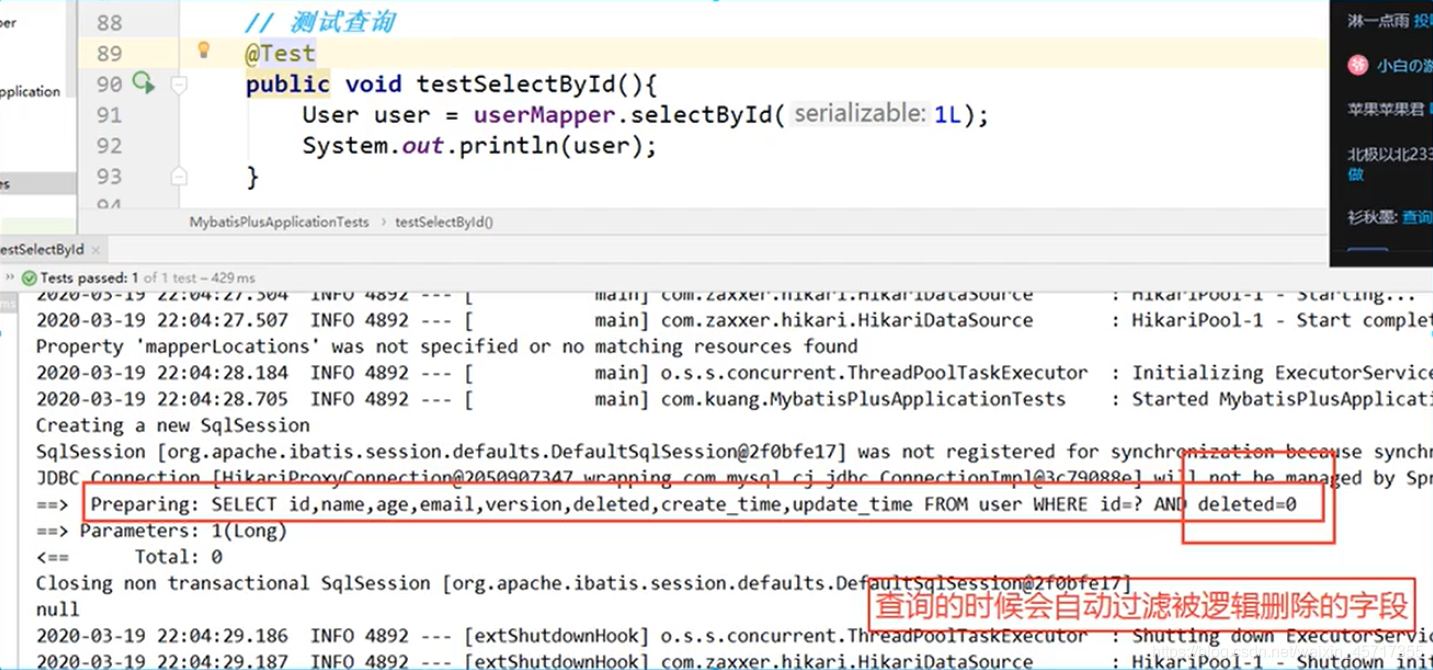 per
88 // 测试查询
89 @Test
pplication
90 public void testSelectById(){
91 User user = userMapper.selectById( serializable: 1L);
92 System.out.println(user);
es
93 }
94
MybatisPlusApplicationTests › testSelectById()
淋一点雨
小白の
苹果苹果君
北极以北233
做
衫秋墨: 查询
estSelectById ×
» Tests passed: 1 of 1 test – 429 ms
ms
2020-03-19 22:04:27.304 INFO 4892 --- [ main] com.zaxxer.hikari.HikariDataSource : HikariPool-1 - Starting...
2020-03-19 22:04:27.507 INFO 4892 --- [ main] com.zaxxer.hikari.HikariDataSource : HikariPool-1 - Start complet
Property 'mapperLocations' was not specified or no matching resources found
2020-03-19 22:04:28.184 INFO 4892 --- [ main] o.s.s.concurrent.ThreadPoolTaskExecutor : Initializing ExecutorService
2020-03-19 22:04:28.705 INFO 4892 --- [ main] com.kuang.MybatisPlusApplicationTests : Started MybatisPlusApplicati
Creating a new SqlSession
SqlSession [org.apache.ibatis.session.defaults.DefaultSqlSession@2f0bfe17] was not registered for synchronization because synchr
JDBC Connection [HikariProxyConnection@2050907347 wrapping com.mysql.cj.jdbc.ConnectionImpl@3c79088e] will not be managed by Spr
==> Preparing: SELECT id,name,age,email,version,deleted,create_time,update_time FROM user WHERE id=? AND deleted=0
==> Parameters: 1(Long)
<== Total: 0
Closing non transactional SqlSession [org.apache.ibatis.session.defaults.DefaultSqlSession@2f0bfe17]
null
查询的时候会自动过滤被逻辑删除的字段
2020-03-19 22:04:29.186 INFO 4892 --- [extShutdownHook] o.s.s.concurrent.ThreadPoolTaskExecutor : Shutting down ExecutorServic
2020-03-19 22:04:29.187 INFO 4892 --- [extShutdownHook] com.zaxxer.hikari.HikariDataSource : HikariPool-1 - Shutdown initi
https://blog.csdn.net/weixin_45717355